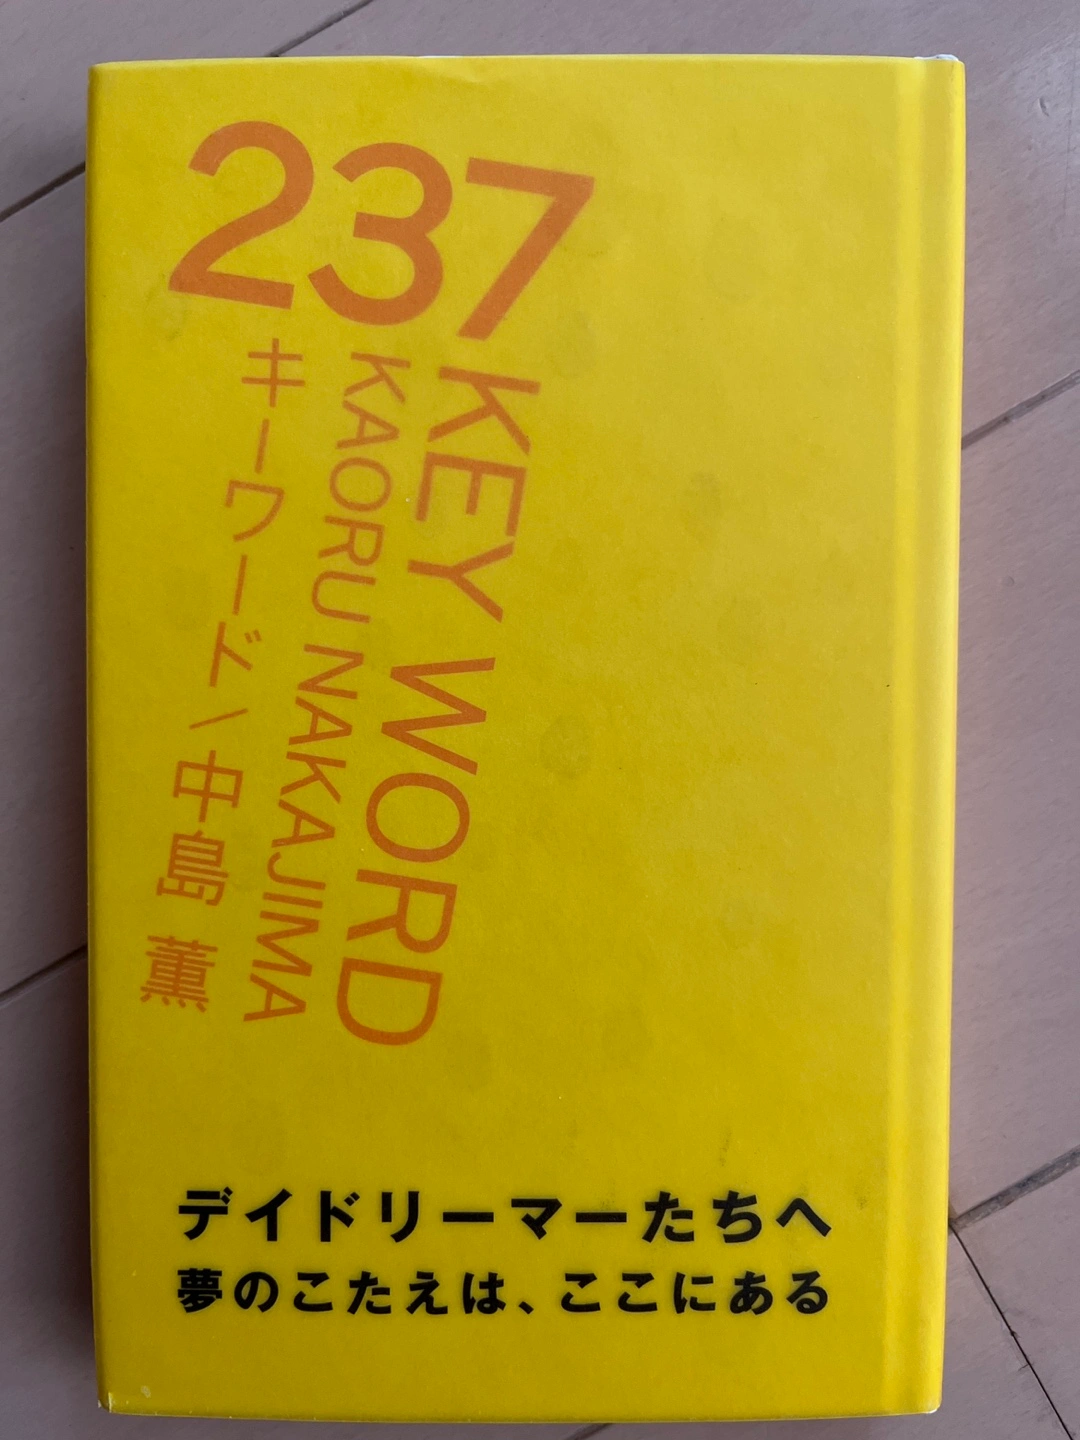 237
KEY WORD
KAORU NAKAJIMA
キーワード/中島 薫
デイドリーマーたちへ
夢のこたえは、ここにある